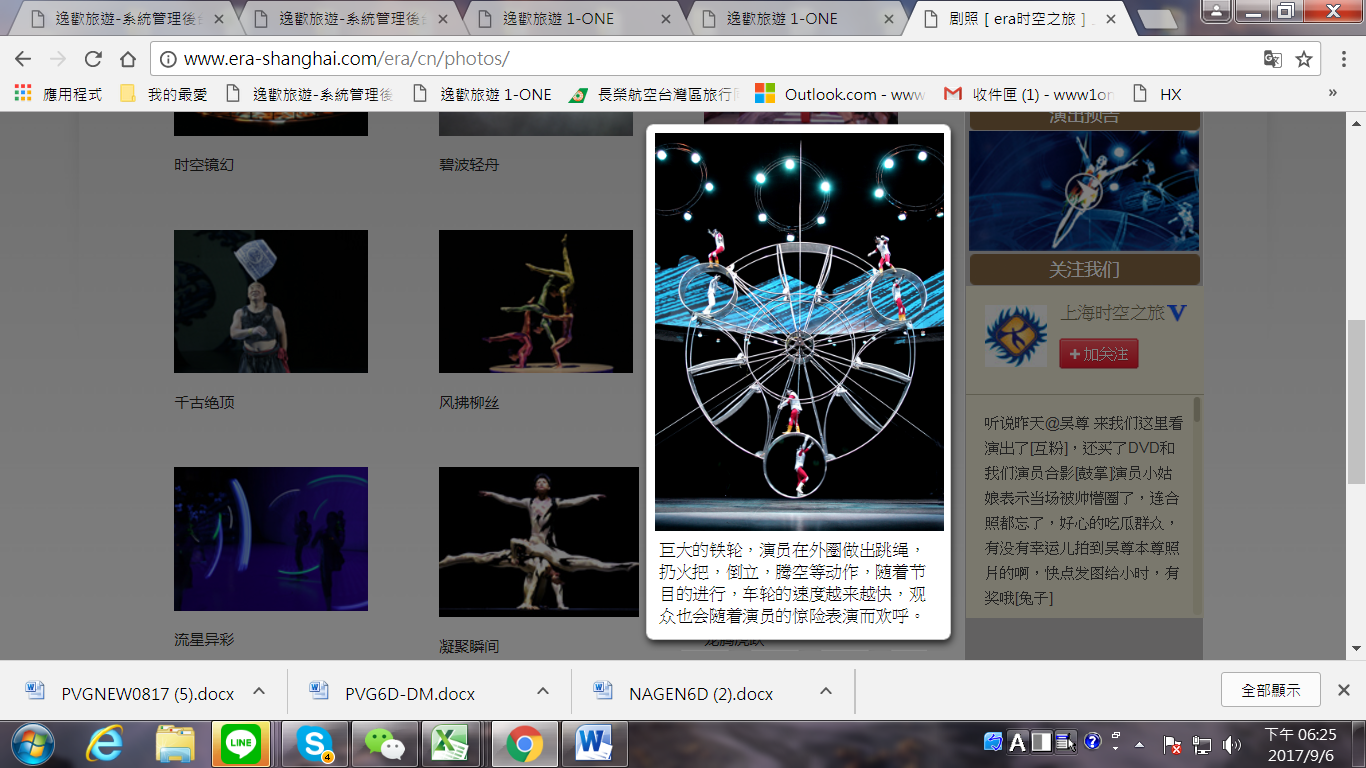 逸歡旅遊-系統管理後
逸歡旅遊-系統管理後
逸歡旅遊 1-ONE
逸歡旅遊 1-ONE
剧照 [ era时空之旅 ]
www.era-shanghai.com/era/cn/photos/
應用程式
我的最愛
逸歡旅遊-系統管理後
逸歡旅遊 1-ONE
長榮航空台灣區旅行
Outlook.com - www
收件匣 (1) - www1on
HX
»
演出预告
时空镜幻
碧波轻舟
关注我们
上海时空之旅
+加关注
千古绝顶
风拂柳丝
听说昨天@吴尊 来我们这里看
演出了[互粉]，还买了DVD和
我们演员合影[鼓掌]演员小姑
娘表示当场被帅懵圈了，连合
照都忘了，好心的吃瓜群众，
有没有幸运儿拍到吴尊本尊照
片的啊，快点发图给小时，有
奖哦[兔子]
巨大的铁轮，演员在外圈做出跳绳，
扔火把，倒立，腾空等动作，随着节
目的进行，车轮的速度越来越快，观
众也会随着演员的惊险表演而欢呼。
流星异彩
凝聚瞬间
龙腾虎跃
PVGNEW0817 (5).docx
PVG6D-DM.docx
NAGEN6D (2).docx
全部顯示
LINE
4
A
下午 06:25
2017/9/6